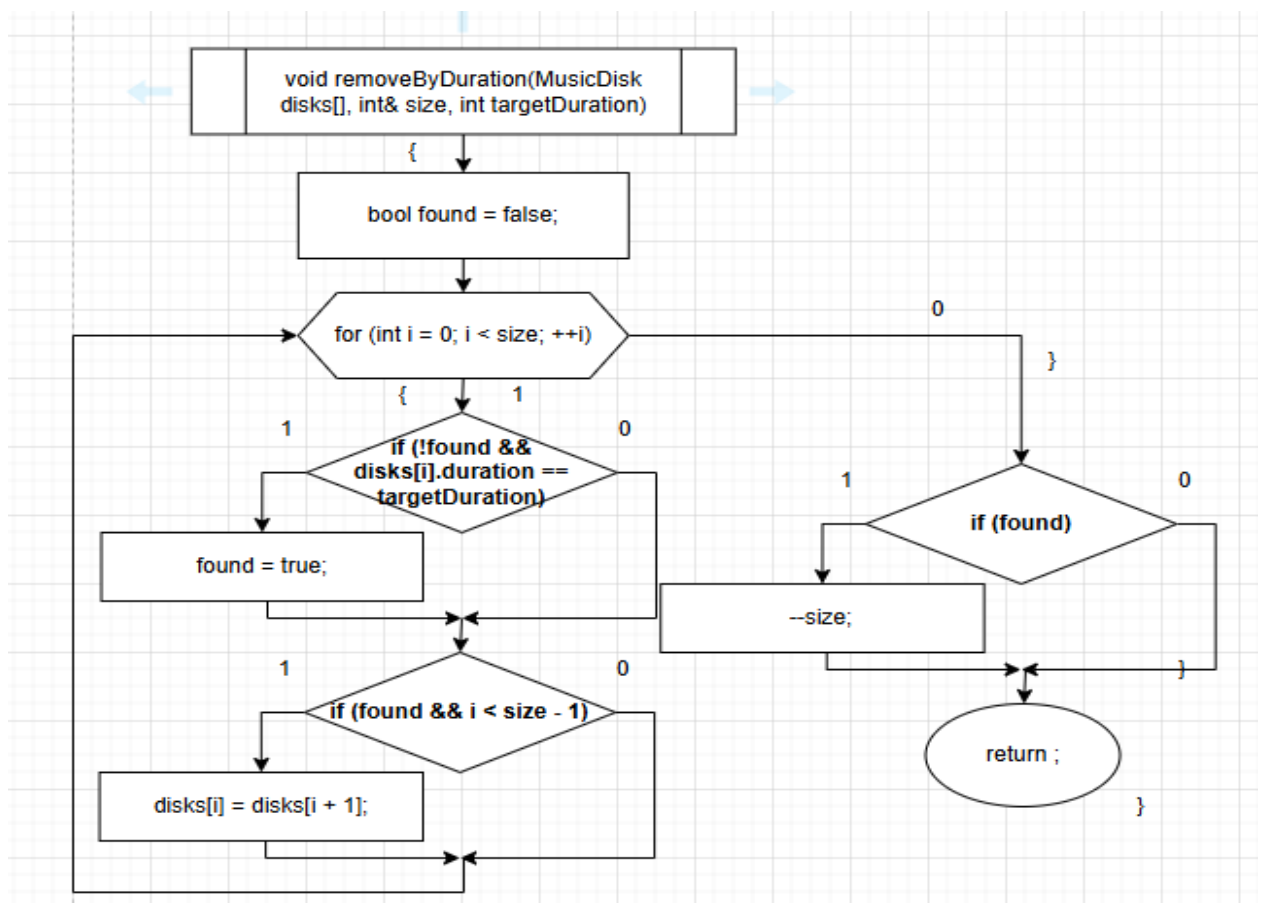 void removeByDuration(MusicDisk
disks[], int& size, int targetDuration)
{
bool found = false;
for (int i = 0; i < size; ++i)
0
}
{
1
1
0
if (!found &&
disks[i].duration ==
targetDuration)
found = true;
1
0
if (found && i < size - 1)
disks[i] = disks[i + 1];
1
0
if (found)
--size;
}
return ;
}